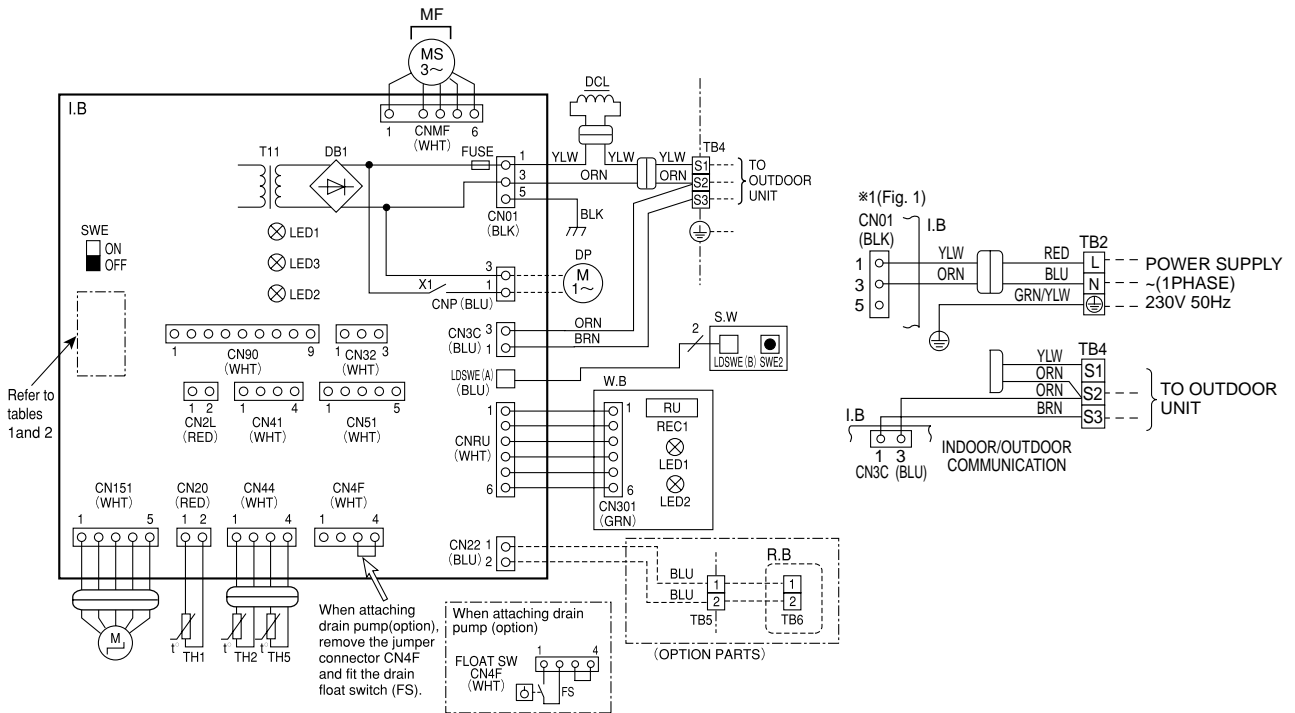 MF
MS
3~
I.B
1 6
CNMF
(WHT)
DCL
T11 DB1 FUSE
1
3
5
CN01
(BLK)
YLW YLW YLW
ORN ORN
BLK
TB4
S1
S2
S3
TO
OUTDOOR
UNIT
SWE
ON
OFF
LED1
LED3
LED2
X1
3
1
CNP (BLU)
DP
M
1~
1 9
CN90
(WHT)
1 3
CN32
(WHT)
CN3C
(BLU)
3
1
ORN
BRN
2
S.W
LDSWE (B) SWE2
LDSWE (A)
(BLU)
Refer to
tables
1and 2
1 2
CN2L
(RED)
1 4
CN41
(WHT)
1 5
CN51
(WHT)
1
CNRU
(WHT)
6
W.B
1
RU
REC1
LED1
LED2
6
CN301
(GRN)
CN151
(WHT)
1 5
CN20
(RED)
1 2
CN44
(WHT)
1 4
CN4F
(WHT)
1 4
CN22
(BLU)
1
2
M
t° TH1
t° TH2
t° TH5
When attaching
drain pump(option),
remove the jumper
connector CN4F
and fit the drain
float switch (FS).
When attaching drain
pump (option)
FLOAT SW
CN4F
(WHT)
1 4
FS
BLU
BLU
1
2
TB5
R.B
1
2
TB6
(OPTION PARTS)
※1(Fig. 1)
CN01
(BLK)
I.B
1
3
5
YLW RED
ORN BLU
GRN/YLW
TB2
L
N
POWER SUPPLY
~(1PHASE)
230V 50Hz
YLW
ORN
ORN
BRN
TB4
S1
S2
S3
TO OUTDOOR
UNIT
I.B
1 3
CN3C (BLU)
INDOOR/OUTDOOR
COMMUNICATION